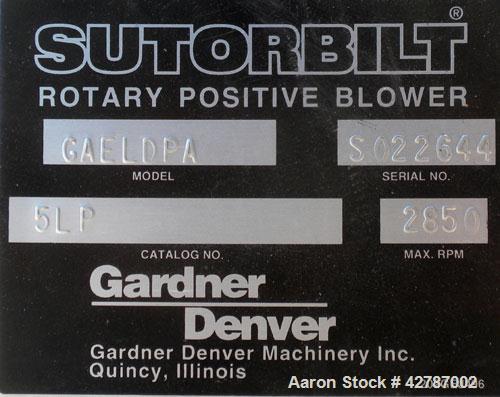 SUTORBILT®
ROTARY POSITIVE BLOWER
GAELDPA S022644
MODEL SERIAL NO.
5LP 2850
CATALOG NO. MAX. RPM
Gardner
Denver
Gardner Denver Machinery Inc.
Quincy, Illinois
Aaron Stock # 42787002